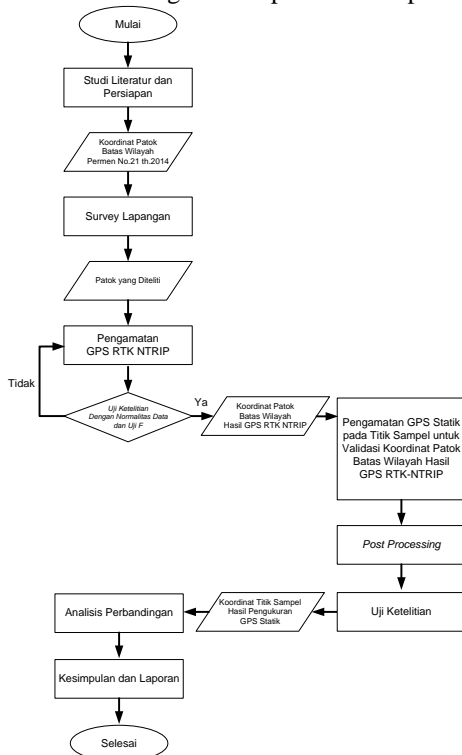 Mulai
Studi Literatur dan
Persiapan
Koordinat Patok
Batas Wilayah
Permen No.21 th.2014
Survey Lapangan
Patok yang Diteliti
Pengamatan
GPS RTK NTRIP
Tidak
Uji Ketelitian
Dengan Normalitas Data
dan Uji F
Ya
Koordinat Patok
Batas Wilayah
Hasil GPS RTK NTRIP
Pengamatan GPS Statik
pada Titik Sampel untuk
Validasi Koordinat Patok
Batas Wilayah Hasil
GPS RTK-NTRIP
Post Processing
Uji Ketelitian
Koordinat Titik Sampel
Hasil Pengukuran
GPS Statik
Analisis Perbandingan
Kesimpulan dan Laporan
Selesai